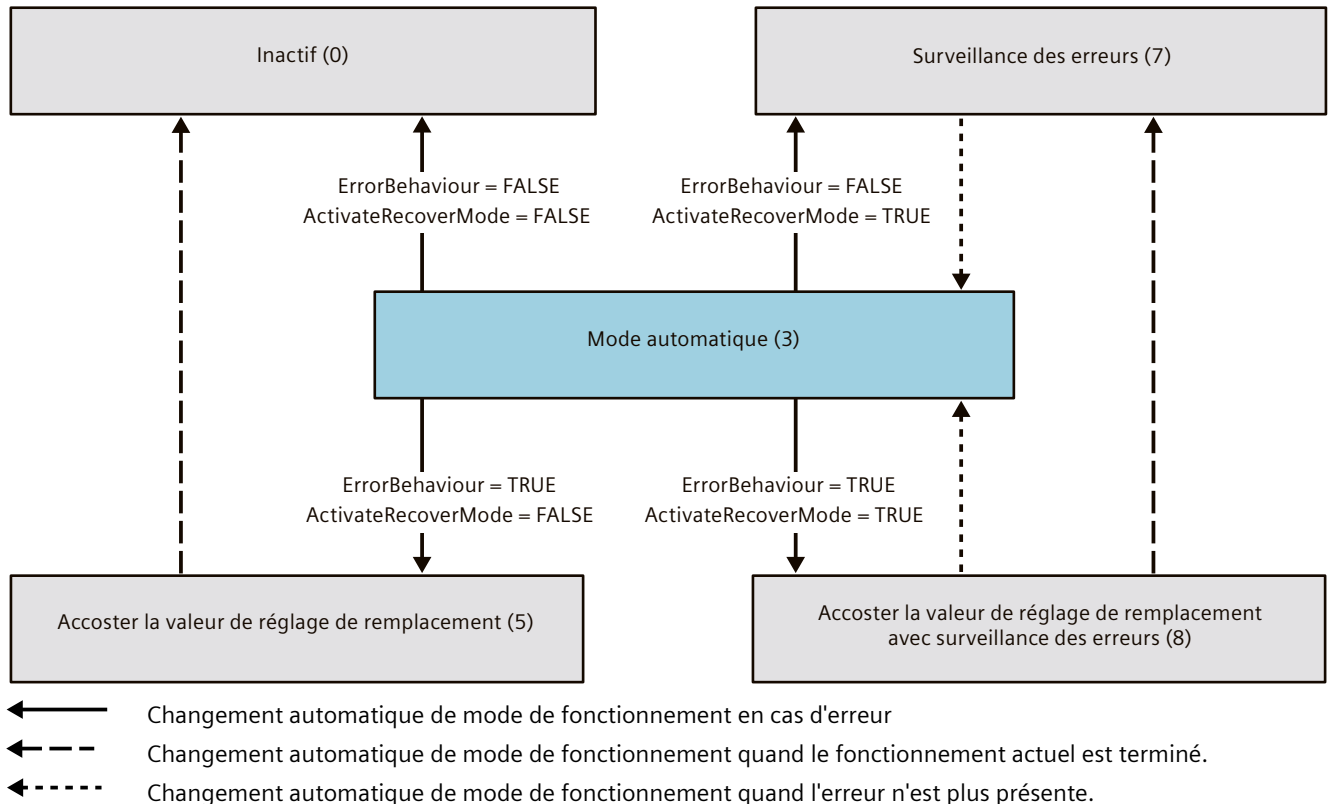 Inactif (0)
Surveillance des erreurs (7)
ErrorBehaviour = FALSE
ActivateRecoverMode = FALSE
ErrorBehaviour = FALSE
ActivateRecoverMode = TRUE
Mode automatique (3)
ErrorBehaviour = TRUE
ActivateRecoverMode = FALSE
ErrorBehaviour = TRUE
ActivateRecoverMode = TRUE
Accoster la valeur de réglage de remplacement (5)
Accoster la valeur de réglage de remplacement
avec surveillance des erreurs (8)
Changement automatique de mode de fonctionnement en cas d'erreur
Changement automatique de mode de fonctionnement quand le fonctionnement actuel est terminé.
Changement automatique de mode de fonctionnement quand l'erreur n'est plus présente.